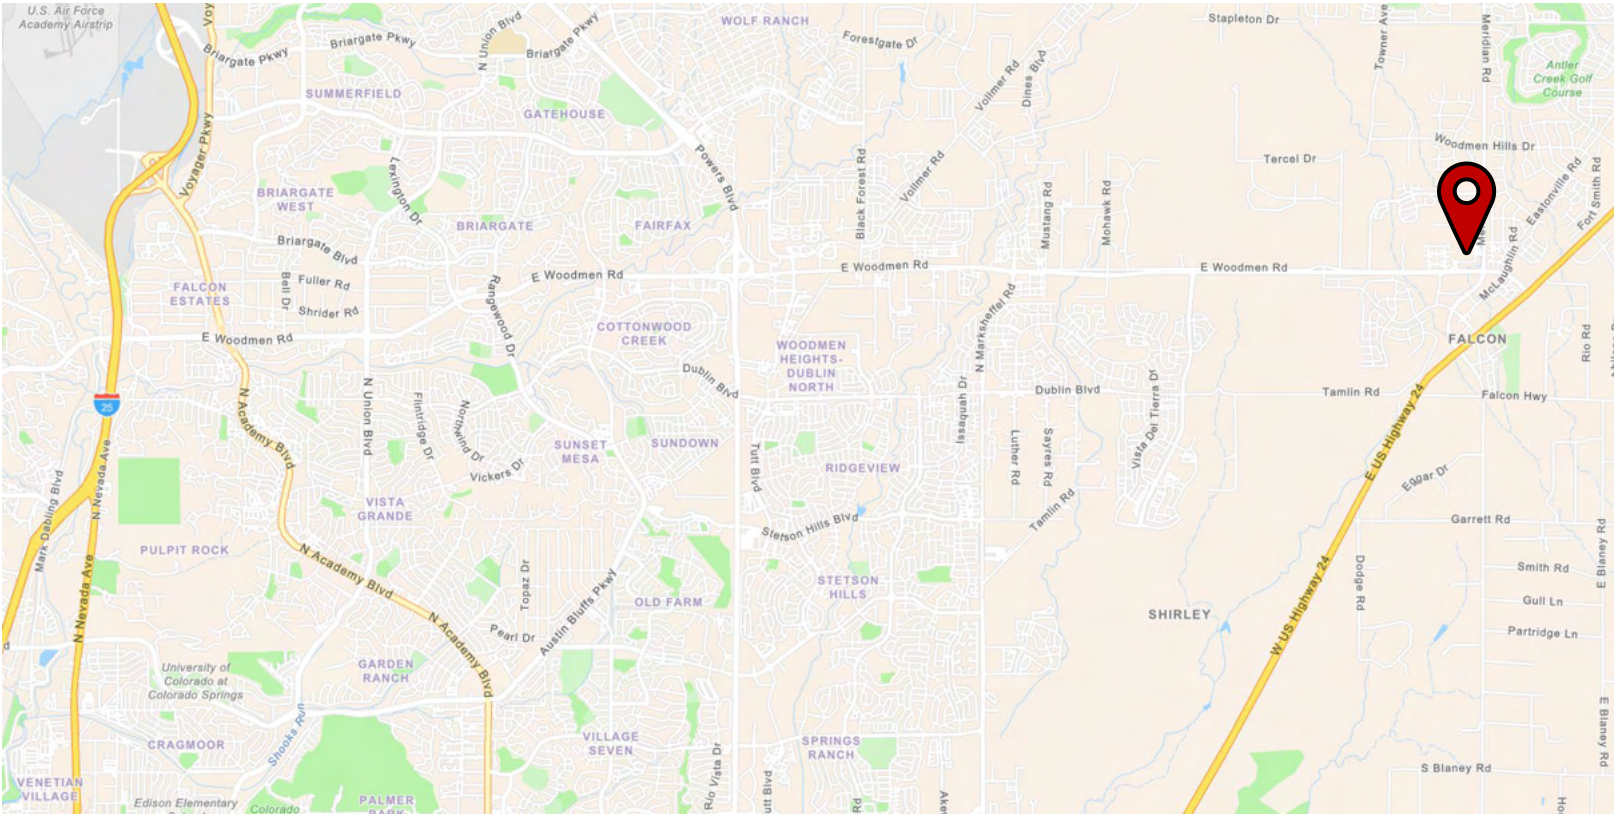 U.S. Air Force
Academy Airstrip
Voy
Briargate Pkwy
Briargate Pkwy
N Union Blvd
Briargate Pkwy
WOLF RANCH
Forestgate Dr
Vollmer Rd
Dines Blvd
Stapleton Dr
Towner Ave
Meridian Rd
Antler
Creek Golf
Course
SUMMERFIELD
GATEHOUSE
Voyager Pkwy
Lexington Dr
Powers Blvd
Black Forest Rd
Vollmer Rd
Tercel Dr
Woodmen Hills Dr
Eastonville Rd
Fort Smith Rd
BRIARGATE
WEST
BRIARGATE
FAIRFAX
Mustang Rd
Mohawk Rd
Me
McLaughlin Rd
Briargate Blvd
Bell Dr
Fuller Rd
Shrider Rd
Rangewood Dr
E Woodmen Rd
E Woodmen Rd
E Woodmen Rd
FALCON
ESTATES
E Woodmen Rd
COTTONWOOD
CREEK
WOODMEN
HEIGHTS-
DUBLIN
NORTH
N Marksheffel Rd
FALCON
Rio Rd
25
N Academy Blvd
N Union Blvd
Flintridge Dr
Northwind Dr
Vickers Dr
Dublin Blvd
Issaquah Dr
Dublin Blvd
Vista Del Tierra Dr
Tamlin Rd
Falcon Hwy
E US Highway 24
SUNSET
MESA
SUNDOWN
Tutt Blvd
RIDGEVIEW
Luther Rd
Sayres Rd
Eggar Dr
Mark Dabling Blvd
N Nevada Ave
VISTA
GRANDE
Stetson Hills Blvd
Tamlin Rd
Garrett Rd
PULPIT ROCK
N Academy Blvd
Topaz Dr
Austin Bluffs Pkwy
STETSON
HILLS
OLD FARM
W US Highway 24
Dodge Rd
Smith Rd
E Blaney Rd
Gull Ln
Partridge Ln
SHIRLEY
N Nevada Ave
N Academy Blvd
Pearl Dr
d
University of
Colorado at
Colorado Springs
GARDEN
RANCH
Shooks Run
CRAGMOOR
VILLAGE
SEVEN
SPRINGS
RANCH
E Blaney Rd
S Blaney Rd
VENETIAN
VILLAGE
Edison Elementary
Colorado
PALMER
PARK
Rio Vista Dr
utt Blvd
Rd
Ake
Ho